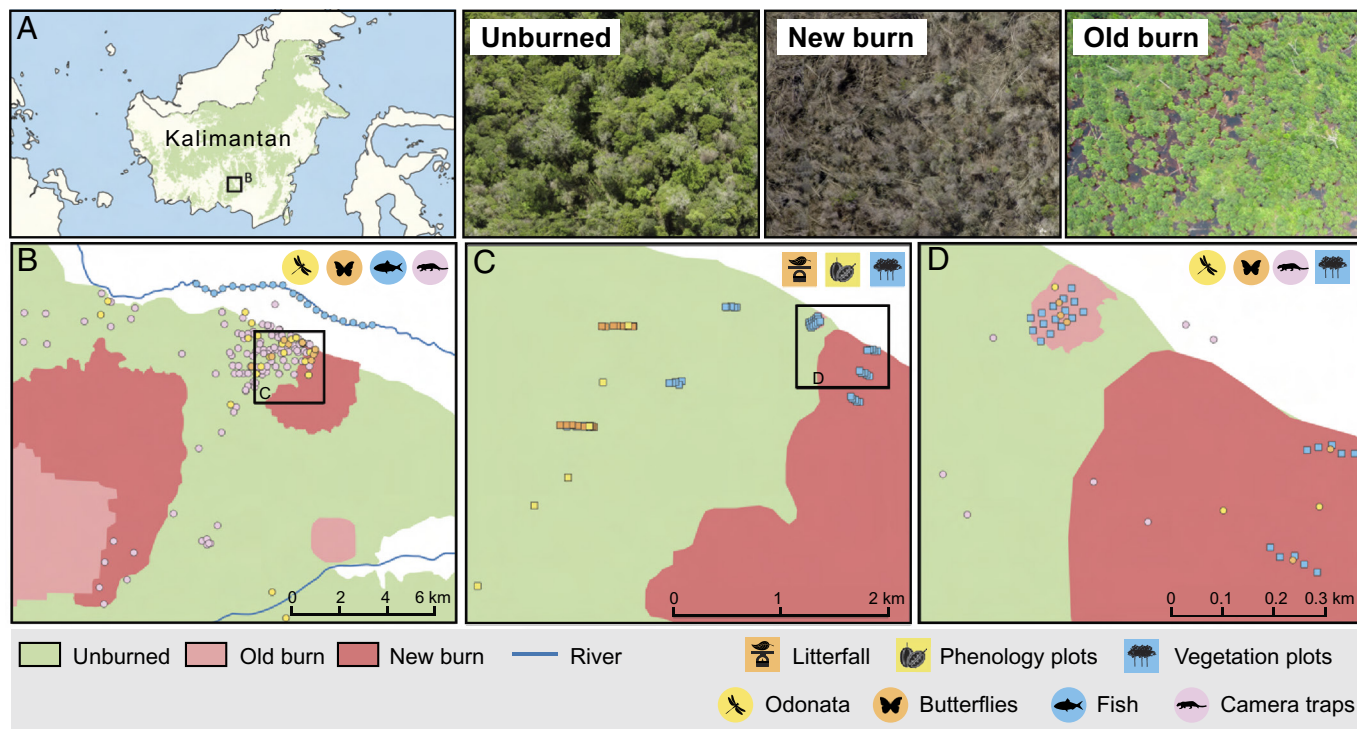 A
Kalimantan
B
Unburned
New burn
Old burn
B
C
0 2 4 6 km
C
D
0 1 2 km
D
0 0.1 0.2 0.3 km
Unburned Old burn New burn River
Litterfall Phenology plots Vegetation plots
Odonata Butterflies Fish Camera traps